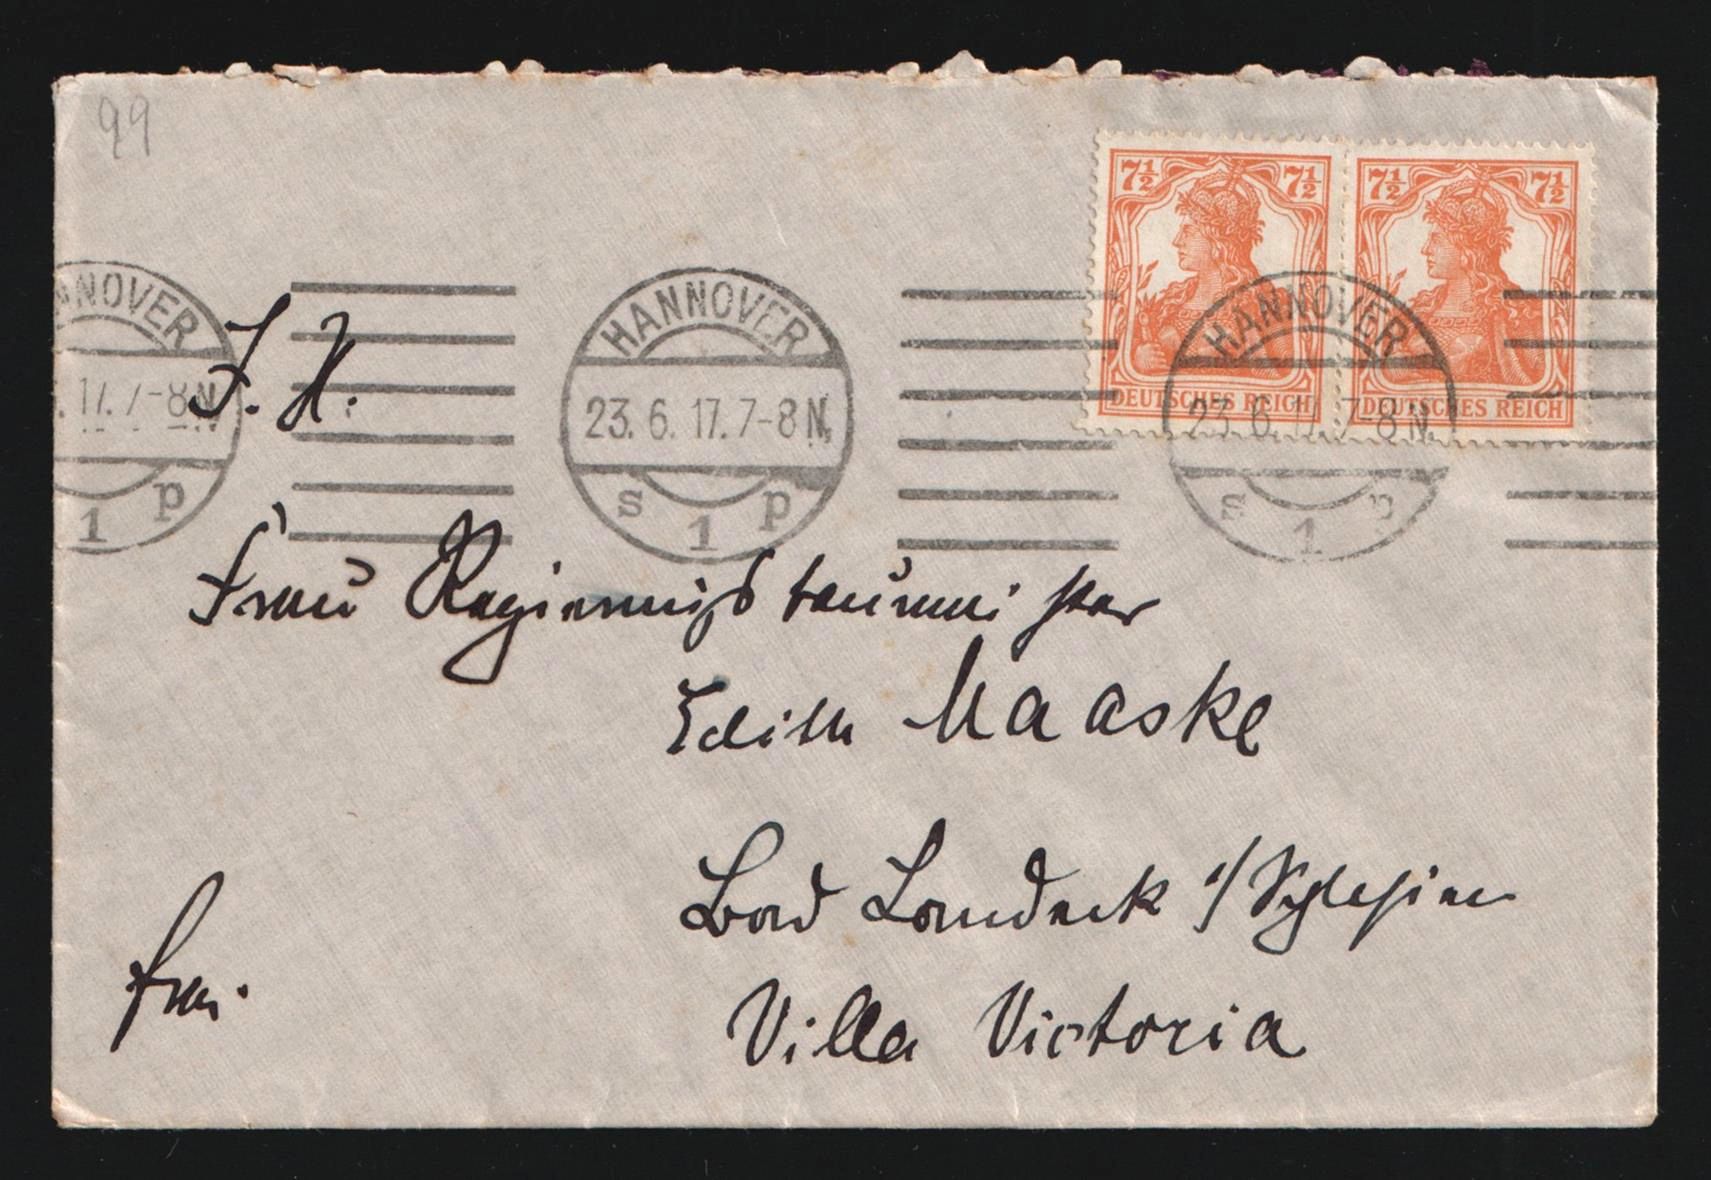 99
7½ 7½ 7½ 7½
DEUTSCHES REICH DEUTSCHES REICH
HANNOVER HANNOVER HANNOVER
17. 7-8 N. 23. 6. 17. 7-8 N. 23. 6. 17. 7-8 N.
1 p s 1 p s 1 p
Frau Regierungsbaumeister
Edith Maaske
Bad Landeck i/Schlesien
frei.
Villa Victoria